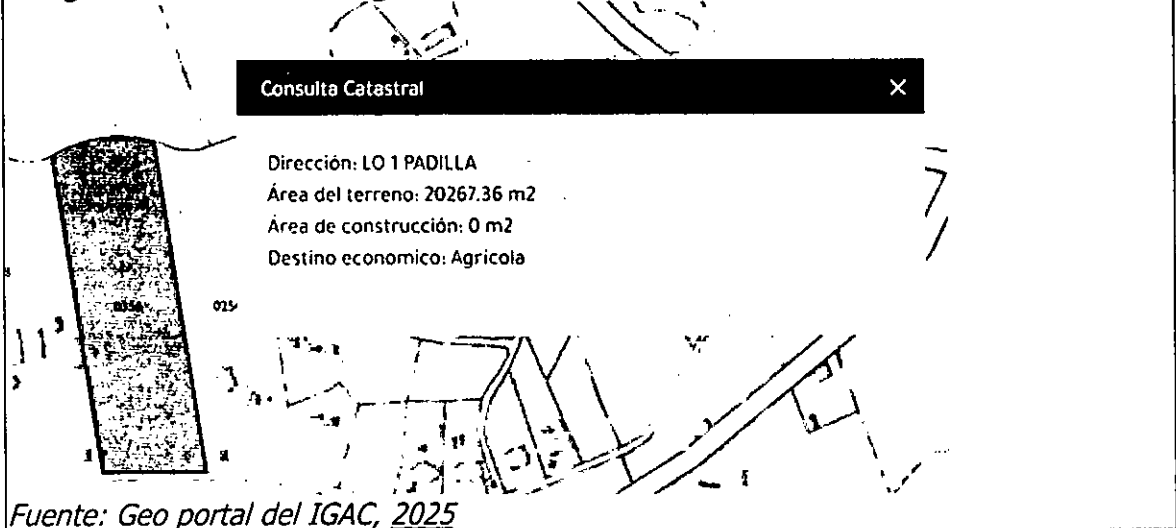 Consulta Catastral
Dirección: LO 1 PADILLA
Área del terreno: 20267.36 m2
Área de construcción: 0 m2
Destino economico: Agricola
Fuente: Geo portal del IGAC, 2025